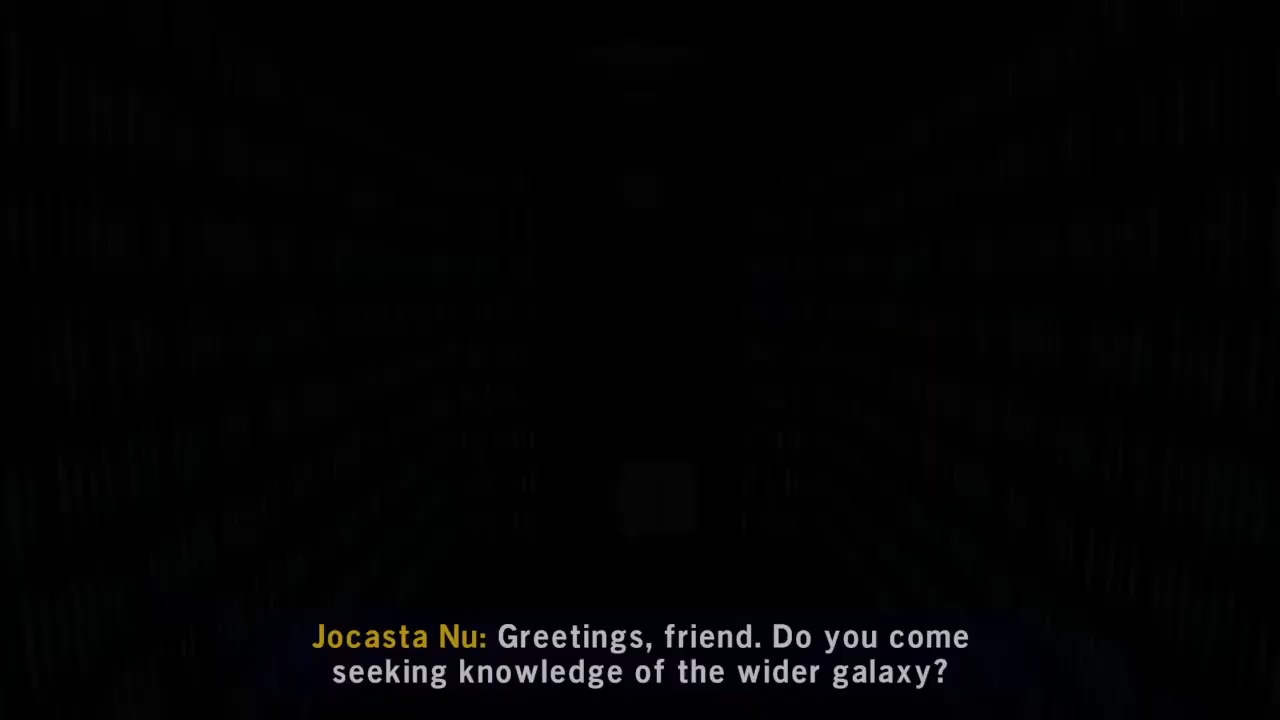 Jocasta Nu: Greetings, friend. Do you come
seeking knowledge of the wider galaxy?